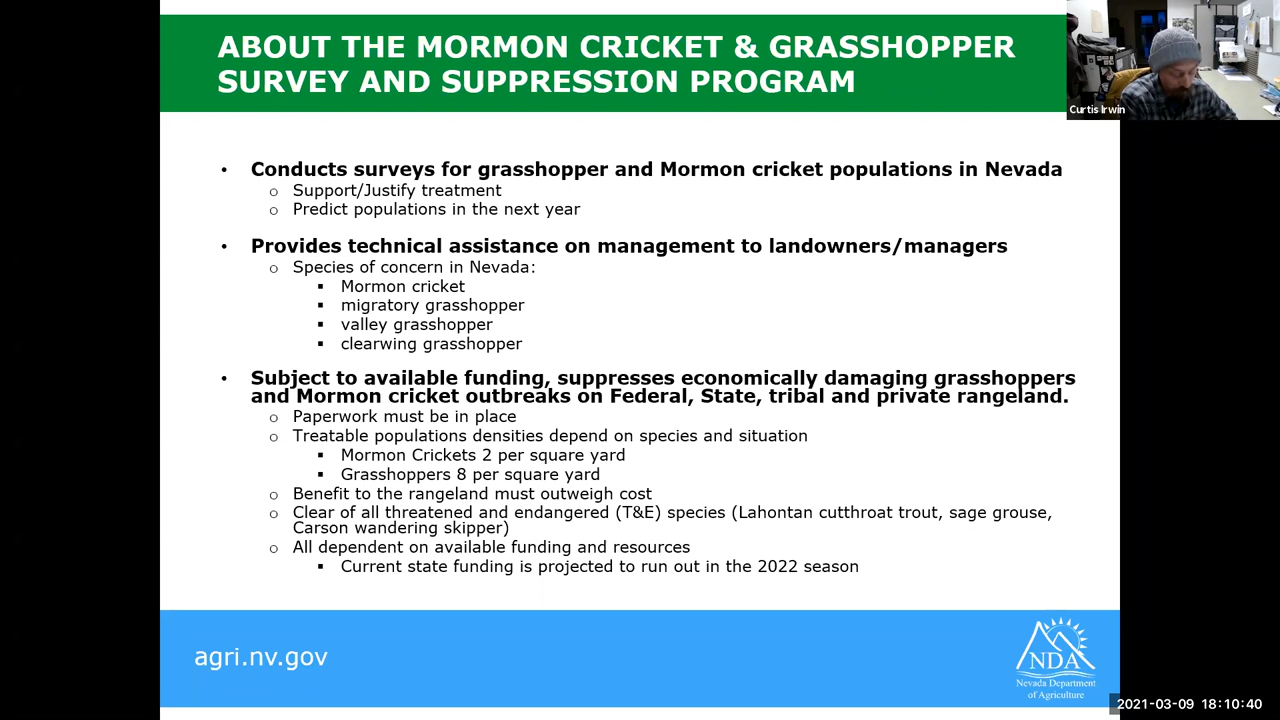 ABOUT THE MORMON CRICKET & GRASSHOPPER
SURVEY AND SUPPRESSION PROGRAM
Curtis Irwin
• Conducts surveys for grasshopper and Mormon cricket populations in Nevada
o Support/Justify treatment
o Predict populations in the next year
• Provides technical assistance on management to landowners/managers
o Species of concern in Nevada:
▪ Mormon cricket
▪ migratory grasshopper
▪ valley grasshopper
▪ clearwing grasshopper
• Subject to available funding, suppresses economically damaging grasshoppers
and Mormon cricket outbreaks on Federal, State, tribal and private rangeland.
o Paperwork must be in place
o Treatable populations densities depend on species and situation
▪ Mormon Crickets 2 per square yard
▪ Grasshoppers 8 per square yard
o Benefit to the rangeland must outweigh cost
o Clear of all threatened and endangered (T&E) species (Lahontan cutthroat trout, sage grouse,
Carson wandering skipper)
o All dependent on available funding and resources
▪ Current state funding is projected to run out in the 2022 season
agri.nv.gov
NDA
Nevada Department
of Agriculture
2021-03-09 18:10:40